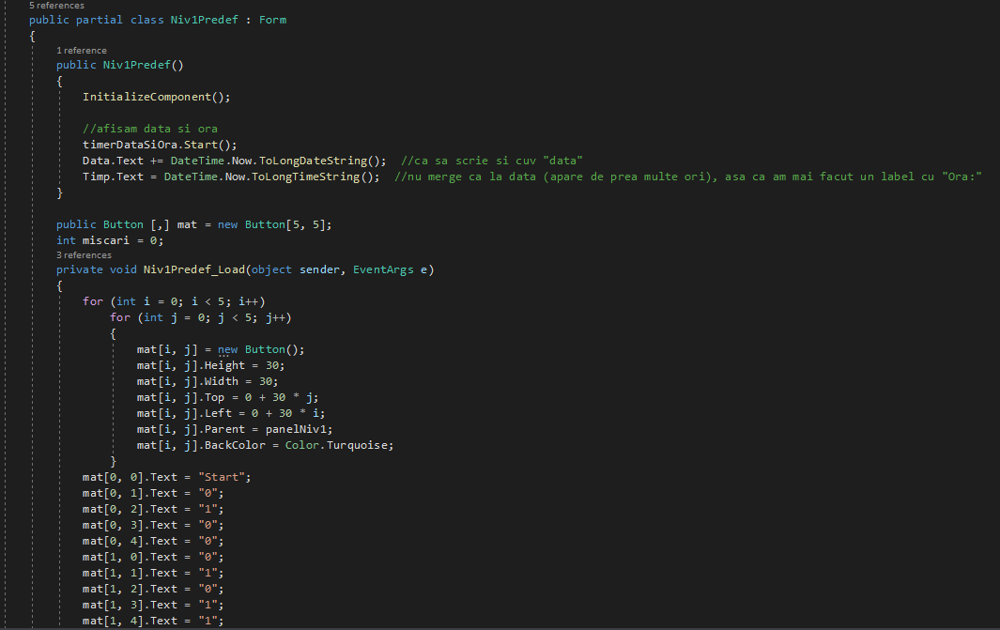 5 references
public partial class Niv1Predef : Form
{
1 reference
public Niv1Predef()
{
InitializeComponent();
//afisam data si ora
timerDataSiOra.Start();
Data.Text += DateTime.Now.ToLongDateString();  //ca sa scrie si cuv "data"
Timp.Text = DateTime.Now.ToLongTimeString();  //nu merge ca la data (apare de prea multe ori), asa ca am mai facut un label cu "Ora:"
}
public Button [,] mat = new Button[5, 5];
int miscari = 0;
3 references
private void Niv1Predef_Load(object sender, EventArgs e)
{
for (int i = 0; i < 5; i++)
for (int j = 0; j < 5; j++)
{
mat[i, j] = new Button();
mat[i, j].Height = 30;
mat[i, j].Width = 30;
mat[i, j].Top = 0 + 30 * j;
mat[i, j].Left = 0 + 30 * i;
mat[i, j].Parent = panelNiv1;
mat[i, j].BackColor = Color.Turquoise;
}
mat[0, 0].Text = "Start";
mat[0, 1].Text = "0";
mat[0, 2].Text = "1";
mat[0, 3].Text = "0";
mat[0, 4].Text = "0";
mat[1, 0].Text = "0";
mat[1, 1].Text = "1";
mat[1, 2].Text = "0";
mat[1, 3].Text = "1";
mat[1, 4].Text = "1";